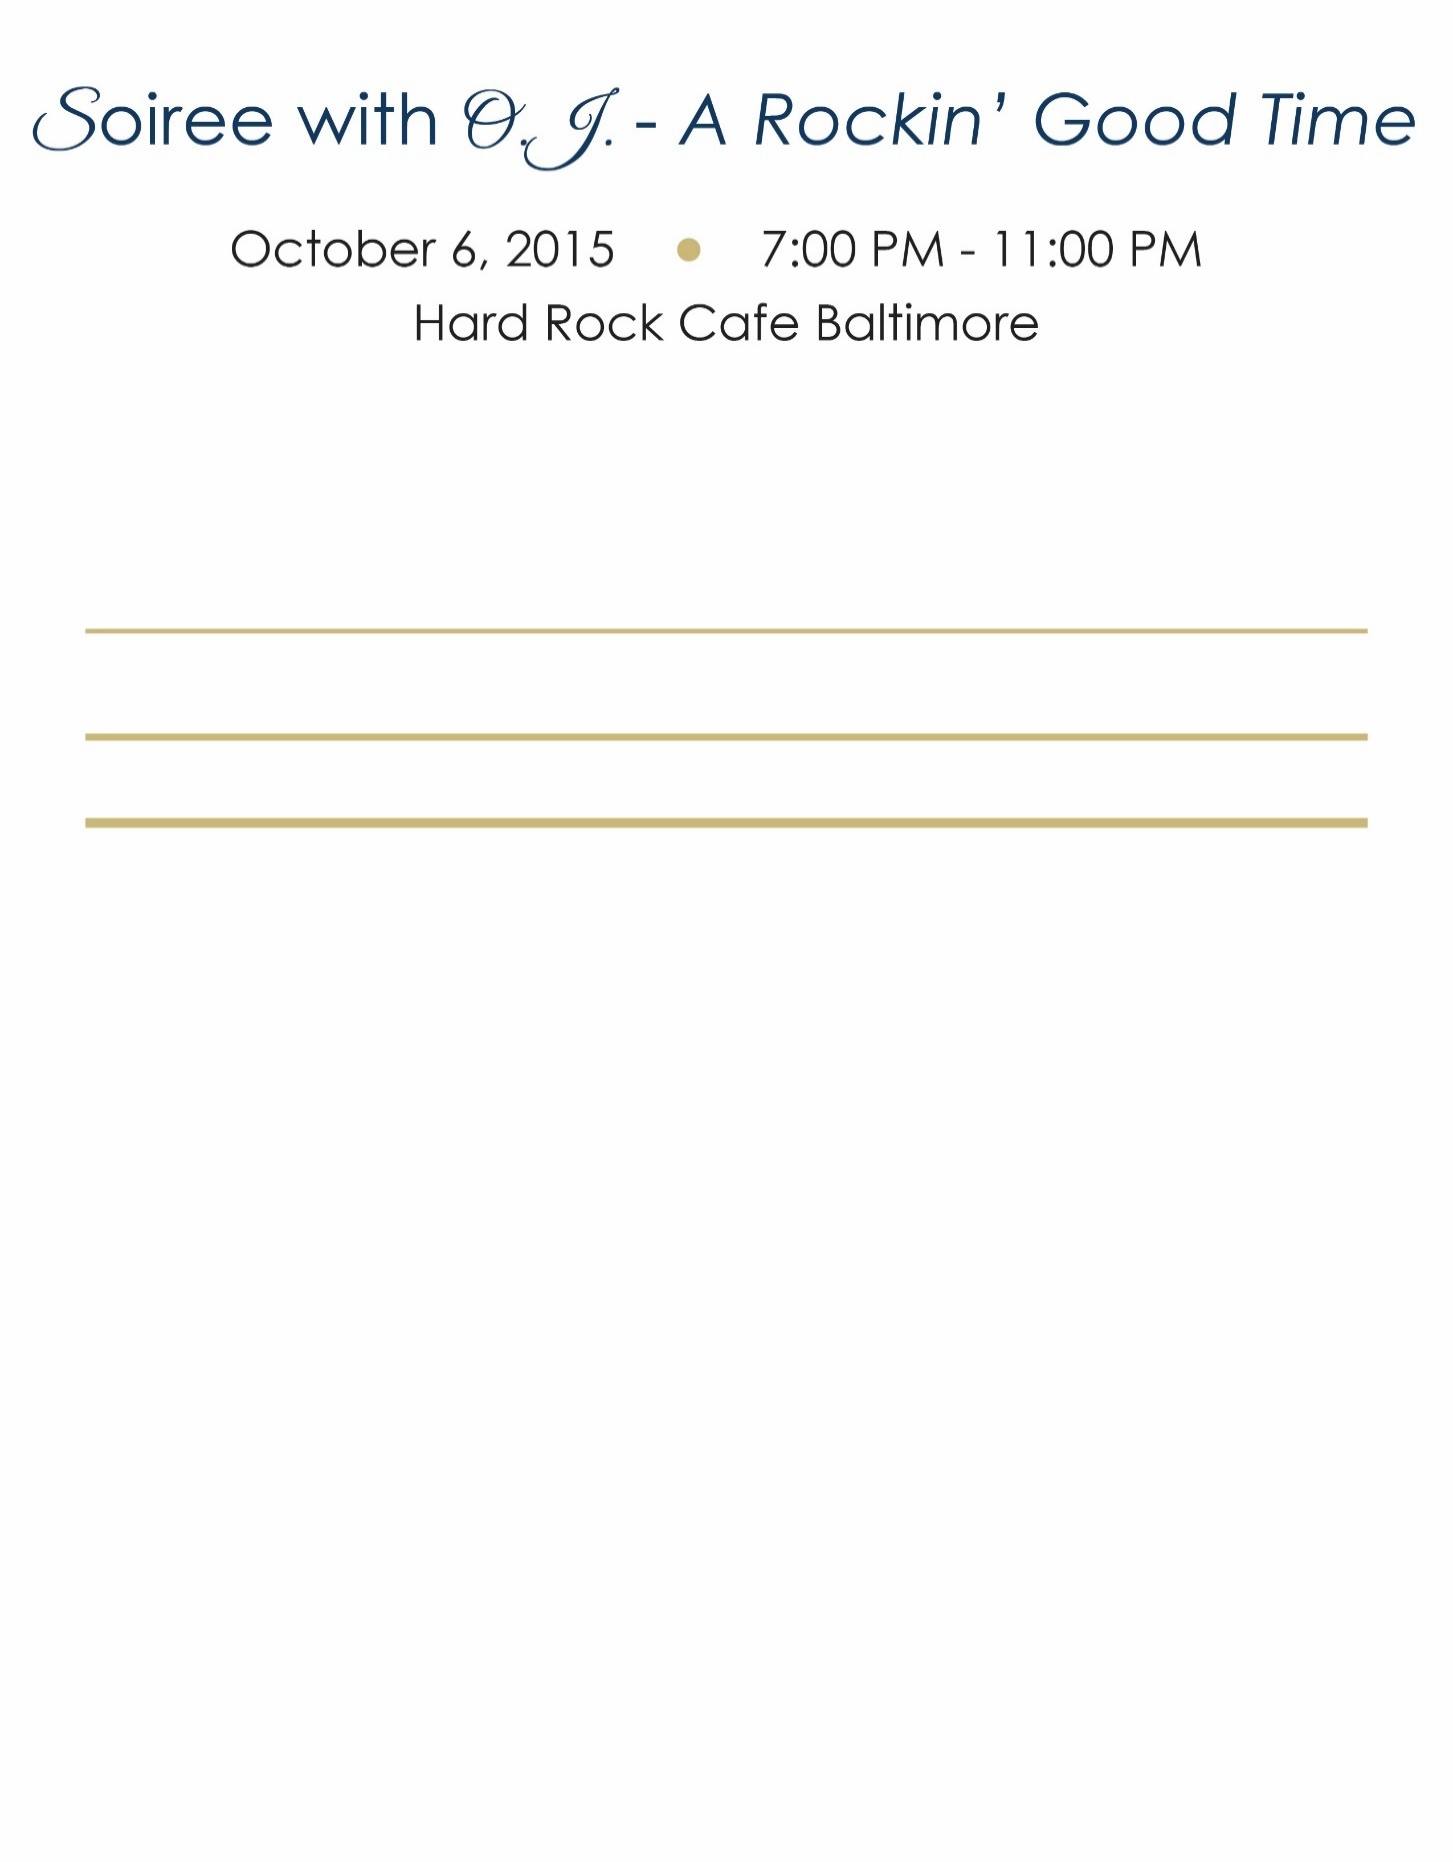 Soiree with O.J. - A Rockin’ Good Time
October 6, 2015 ● 7:00 PM - 11:00 PM
Hard Rock Cafe Baltimore